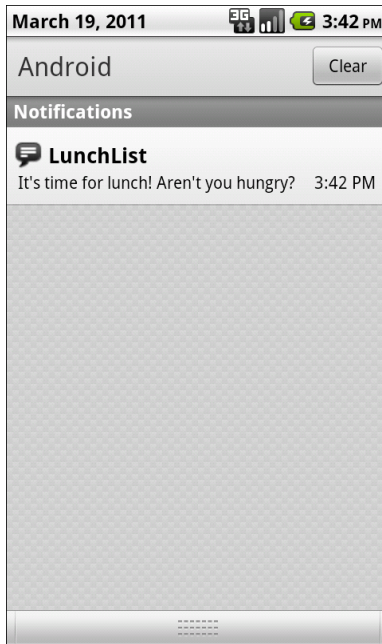 March 19, 2011 3G 3:42 PM
Android Clear
Notifications
LunchList
It's time for lunch! Aren't you hungry? 3:42 PM